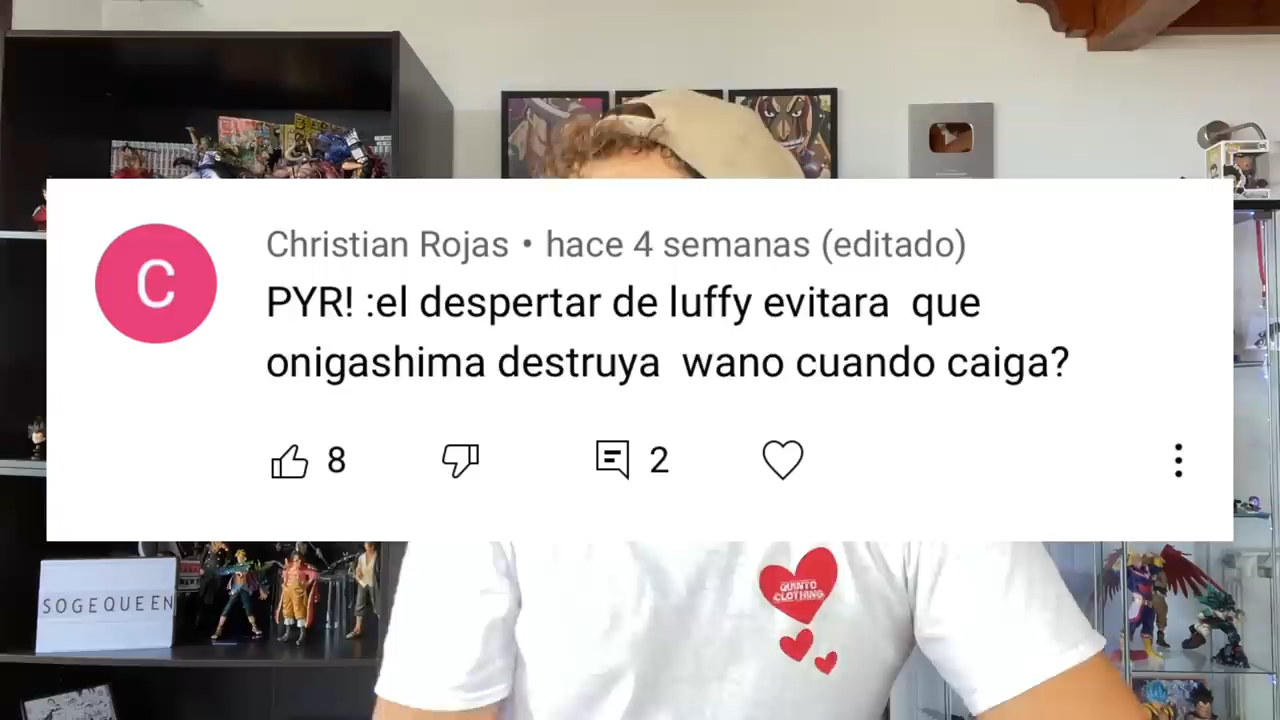 Christian Rojas • hace 4 semanas (editado)
PYR! :el despertar de luffy evitara  que
onigashima destruya  wano cuando caiga?
8
2
C
QUINTO
CLOTHING
SOGEQUEEN